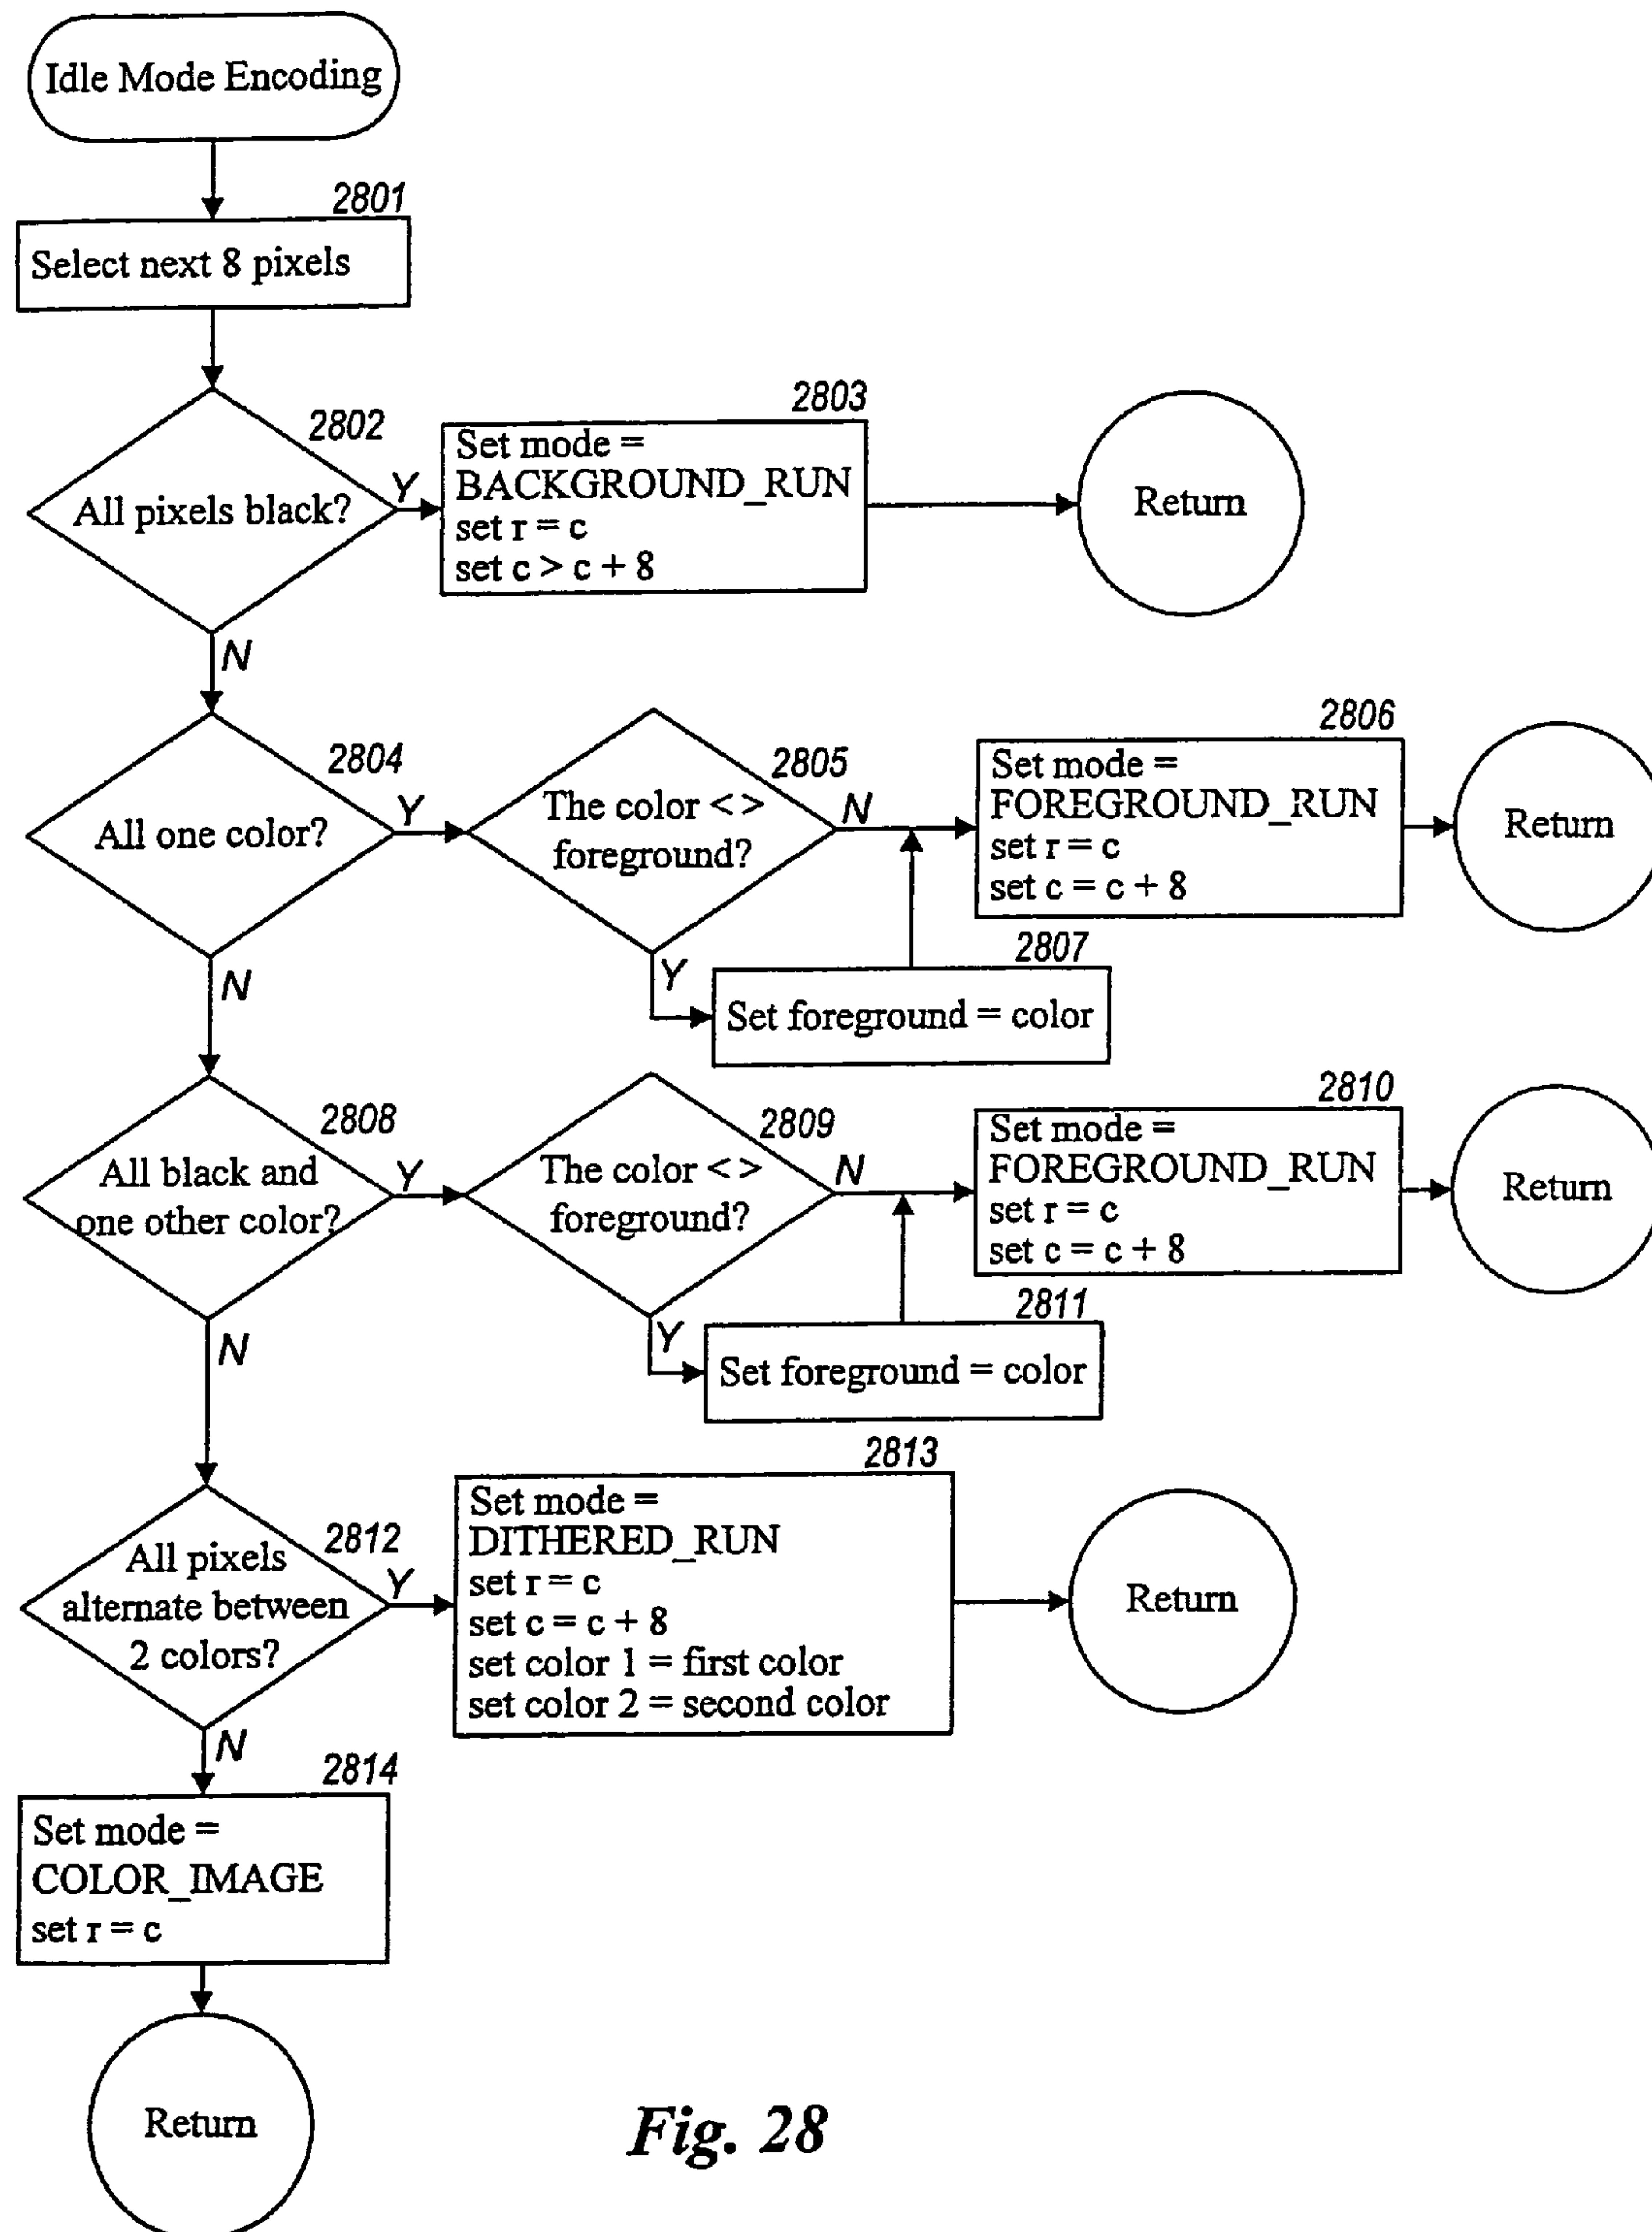 Idle Mode Encoding
2801
Select next 8 pixels
2802
All pixels black?
Y
N
2803
Set mode =
BACKGROUND_RUN
set r = c
set c > c + 8
Return
2804
All one color?
Y
N
2805
The color < >
foreground?
N
Y
2806
Set mode =
FOREGROUND_RUN
set r = c
set c = c + 8
Return
2807
Set foreground = color
2808
All black and
one other color?
Y
N
2809
The color < >
foreground?
N
Y
2810
Set mode =
FOREGROUND_RUN
set r = c
set c = c + 8
Return
2811
Set foreground = color
2812
All pixels
alternate between
2 colors?
Y
N
2813
Set mode =
DITHERED_RUN
set r = c
set c = c + 8
set color 1 = first color
set color 2 = second color
Return
2814
Set mode =
COLOR_IMAGE
set r = c
Return
Fig. 28